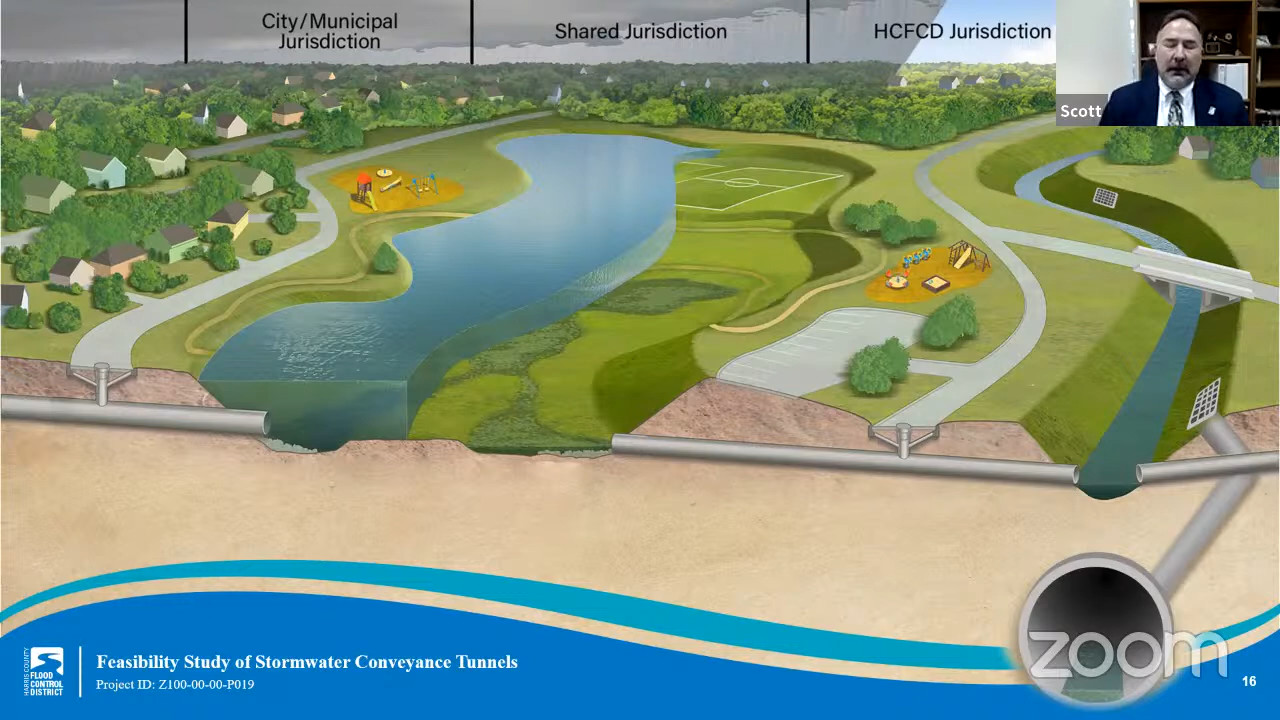 City/Municipal
Jurisdiction
Shared Jurisdiction
HCFCD Jurisdiction
Scott
HARRIS COUNTY
FLOOD
CONTROL
DISTRICT
Feasibility Study of Stormwater Conveyance Tunnels
Project ID: Z100-00-00-P019
zoom
16